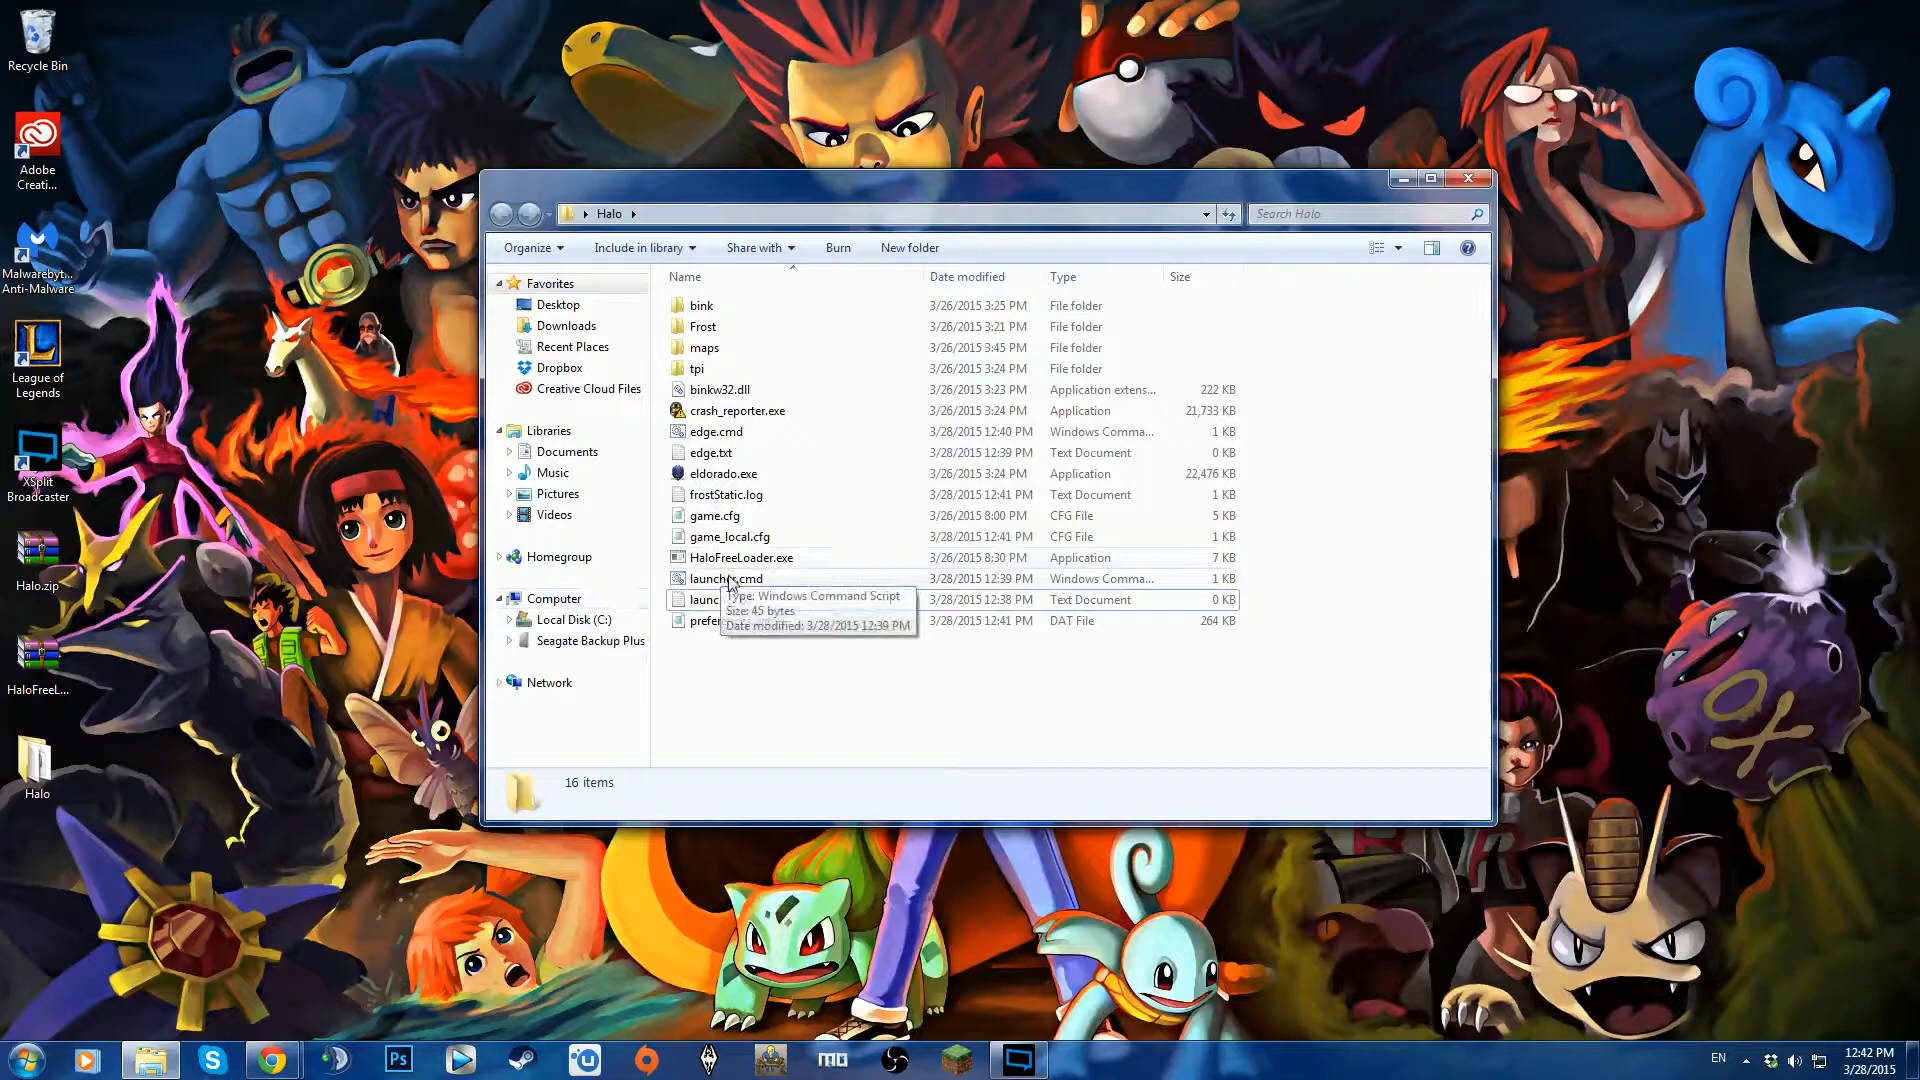 Recycle Bin
Adobe
Creati...
Malwarebyt...
Anti-Malware
League of
Legends
XSplit
Broadcaster
Halo.zip
HaloFreeL...
Halo
Halo
Search Halo
Organize
Include in library
Share with
Burn
New folder
Favorites
Desktop
Downloads
Recent Places
Dropbox
Creative Cloud Files
Libraries
Documents
Music
Pictures
Videos
Homegroup
Computer
Local Disk (C:)
Seagate Backup Plus
Network
Name Date modified Type Size
bink 3/26/2015 3:25 PM File folder
Frost 3/26/2015 3:21 PM File folder
maps 3/26/2015 3:45 PM File folder
tpi 3/26/2015 3:24 PM File folder
binkw32.dll 3/26/2015 3:23 PM Application extens... 222 KB
crash_reporter.exe 3/26/2015 3:24 PM Application 21,733 KB
edge.cmd 3/28/2015 12:40 PM Windows Comma... 1 KB
edge.txt 3/28/2015 12:39 PM Text Document 0 KB
eldorado.exe 3/26/2015 3:24 PM Application 22,476 KB
frostStatic.log 3/28/2015 12:41 PM Text Document 1 KB
game.cfg 3/26/2015 8:00 PM CFG File 5 KB
game_local.cfg 3/28/2015 12:41 PM CFG File 1 KB
HaloFreeLoader.exe 3/26/2015 8:30 PM Application 7 KB
launcher.cmd 3/28/2015 12:39 PM Windows Comma... 1 KB
launc 3/28/2015 12:38 PM Text Document 0 KB
prefer 3/28/2015 12:41 PM DAT File 264 KB
Type: Windows Command Script
Size: 45 bytes
Date modified: 3/28/2015 12:39 PM
16 items
Ps
EN
12:42 PM
3/28/2015